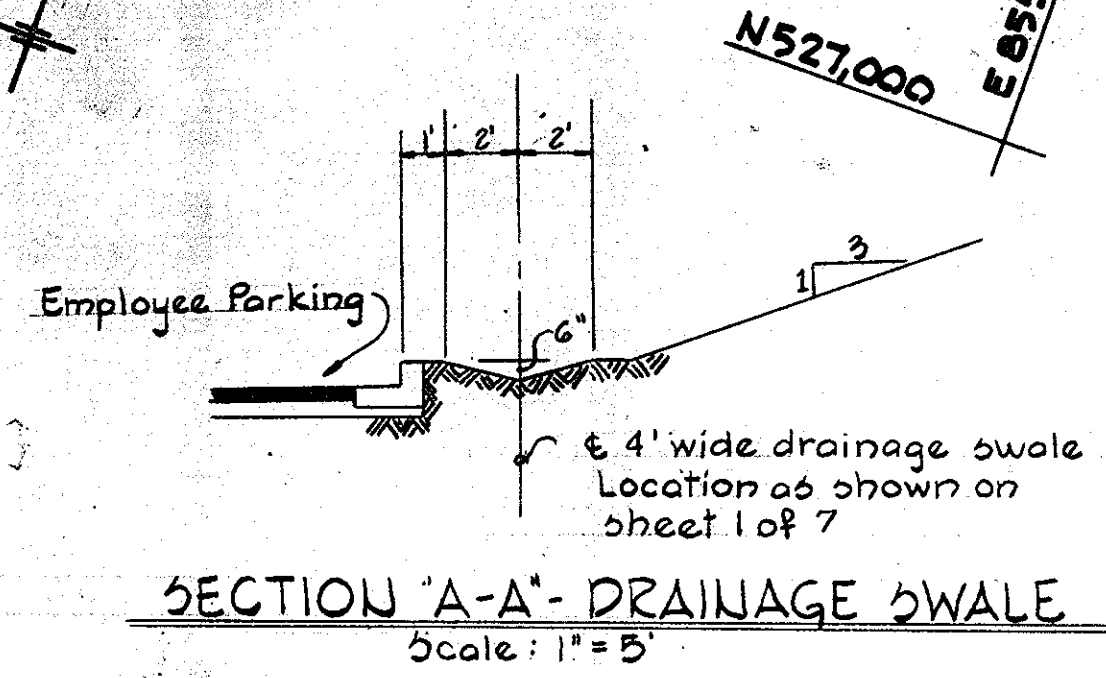 N527,000
1' 2' 2'
3
1
Employee Parking
6"
℄ 4' wide drainage swale
Location as shown on
sheet 1 of 7
SECTION "A-A" - DRAINAGE SWALE
Scale : 1" = 5'